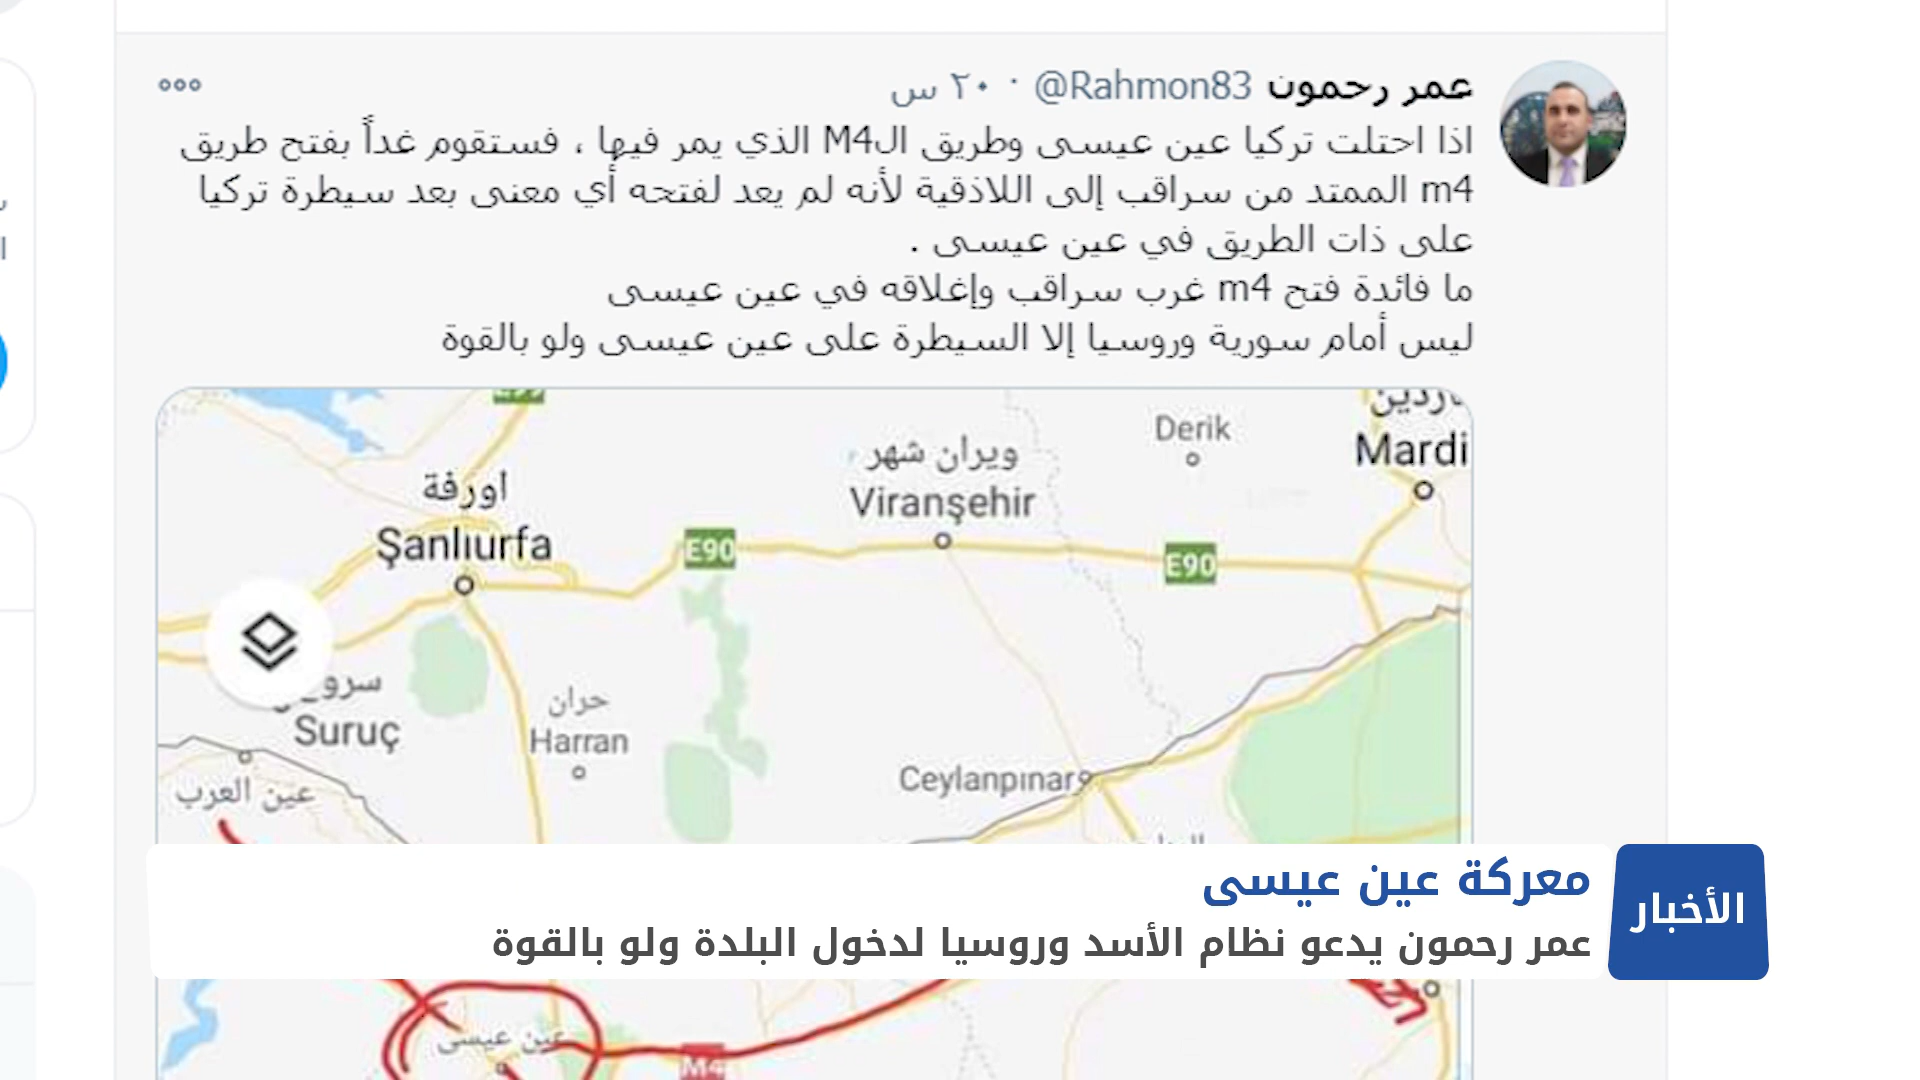 عمر رحمون @Rahmon83 · ٢٠ س
اذا احتلت تركيا عين عيسى وطريق الM4 الذي يمر فيها ، فستقوم غداً بفتح طريق
m4 الممتد من سراقب إلى اللاذقية لأنه لم يعد لفتحه أي معنى بعد سيطرة تركيا
على ذات الطريق في عين عيسى .
ما فائدة فتح m4 غرب سراقب وإغلاقه في عين عيسى
ليس أمام سورية وروسيا إلا السيطرة على عين عيسى ولو بالقوة
Derik
Mardi
ويران شهر
Viranşehir
اورفة
Şanlıurfa
E90
E90
Suruç
حران
Harran
عين العرب
Ceylanpınar
الأخبار
معركة عين عيسى
عمر رحمون يدعو نظام الأسد وروسيا لدخول البلدة ولو بالقوة
عين عيسى
M4